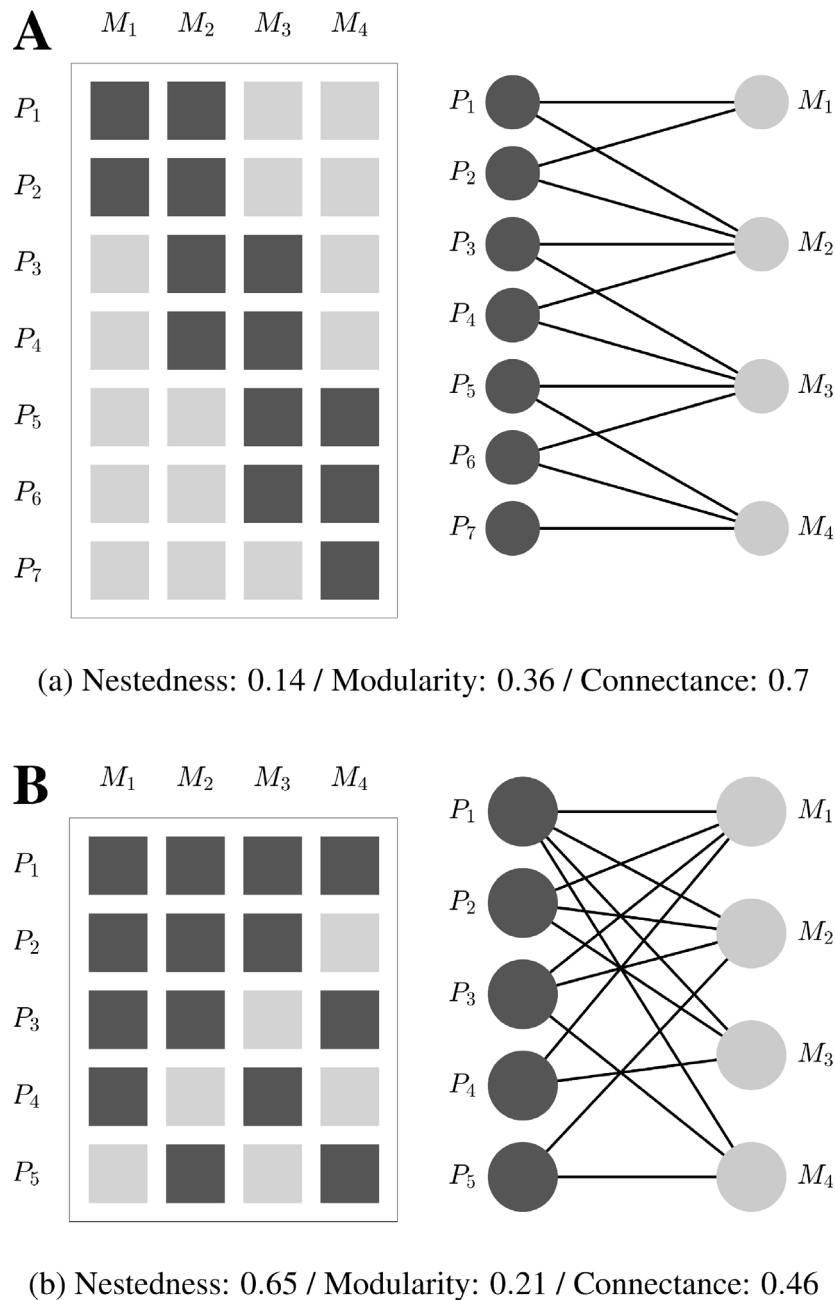 A
M₁ M₂ M₃ M₄
P₁
P₂
P₃
P₄
P₅
P₆
P₇
P₁
P₂
P₃
P₄
P₅
P₆
P₇
M₁
M₂
M₃
M₄
(a) Nestedness: 0.14 / Modularity: 0.36 / Connectance: 0.7
B
M₁ M₂ M₃ M₄
P₁
P₂
P₃
P₄
P₅
P₁
P₂
P₃
P₄
P₅
M₁
M₂
M₃
M₄
(b) Nestedness: 0.65 / Modularity: 0.21 / Connectance: 0.46